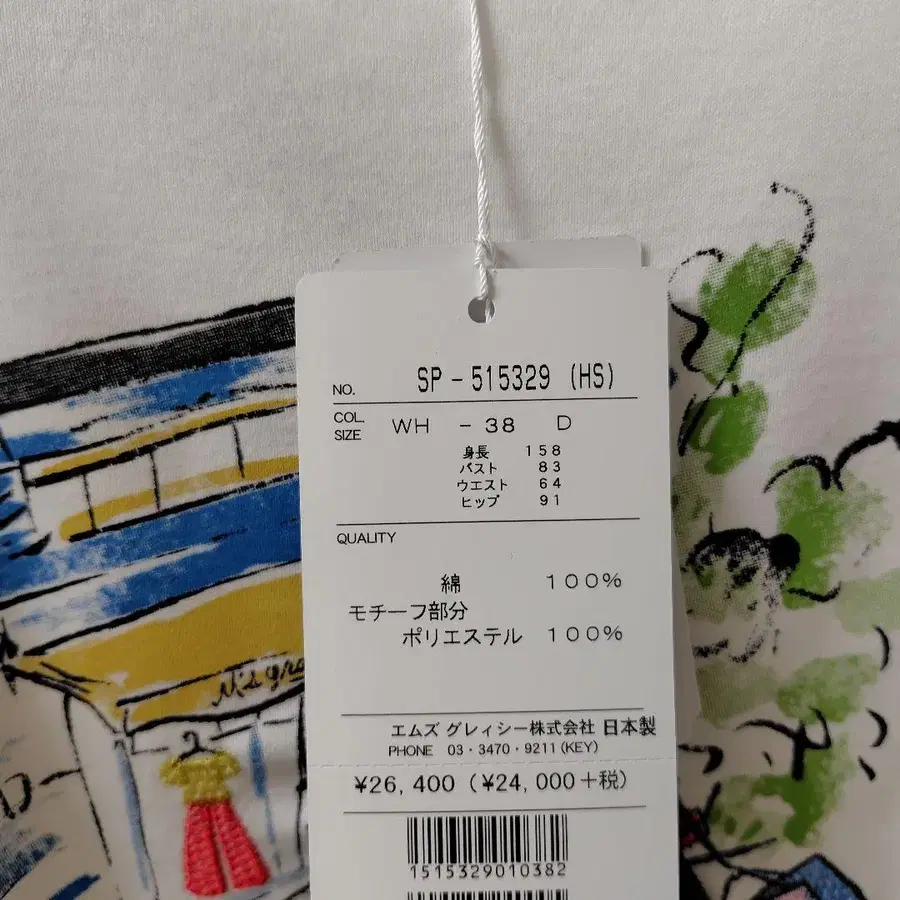 NO. SP-515329 (HS)
COL. SIZE WH -38 D
身長 158
バスト 83
ウエスト 64
ヒップ 91
QUALITY
綿 100%
モチーフ部分
ポリエステル 100%
エムズ グレィシー株式会社 日本製
PHONE 03・3470・9211(KEY)
¥26,400 (¥24,000+税)
1515329010382
M's gra